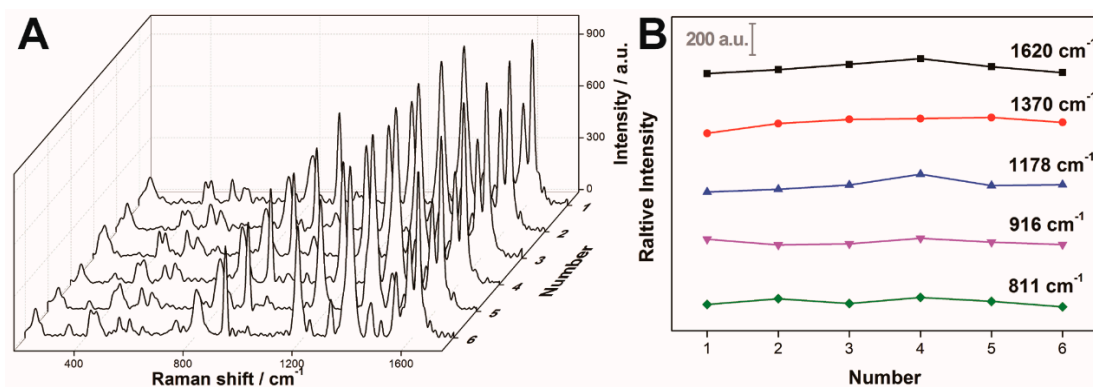 A
900
600
300
0
Intensity / a.u.
1
2
3
4
5
6
Number
400
800
1200
1600
Raman shift / cm-1
B
200 a.u.
1620 cm-1
1370 cm-1
1178 cm-1
916 cm-1
811 cm-1
Raltive Intensity
1 2 3 4 5 6
Number